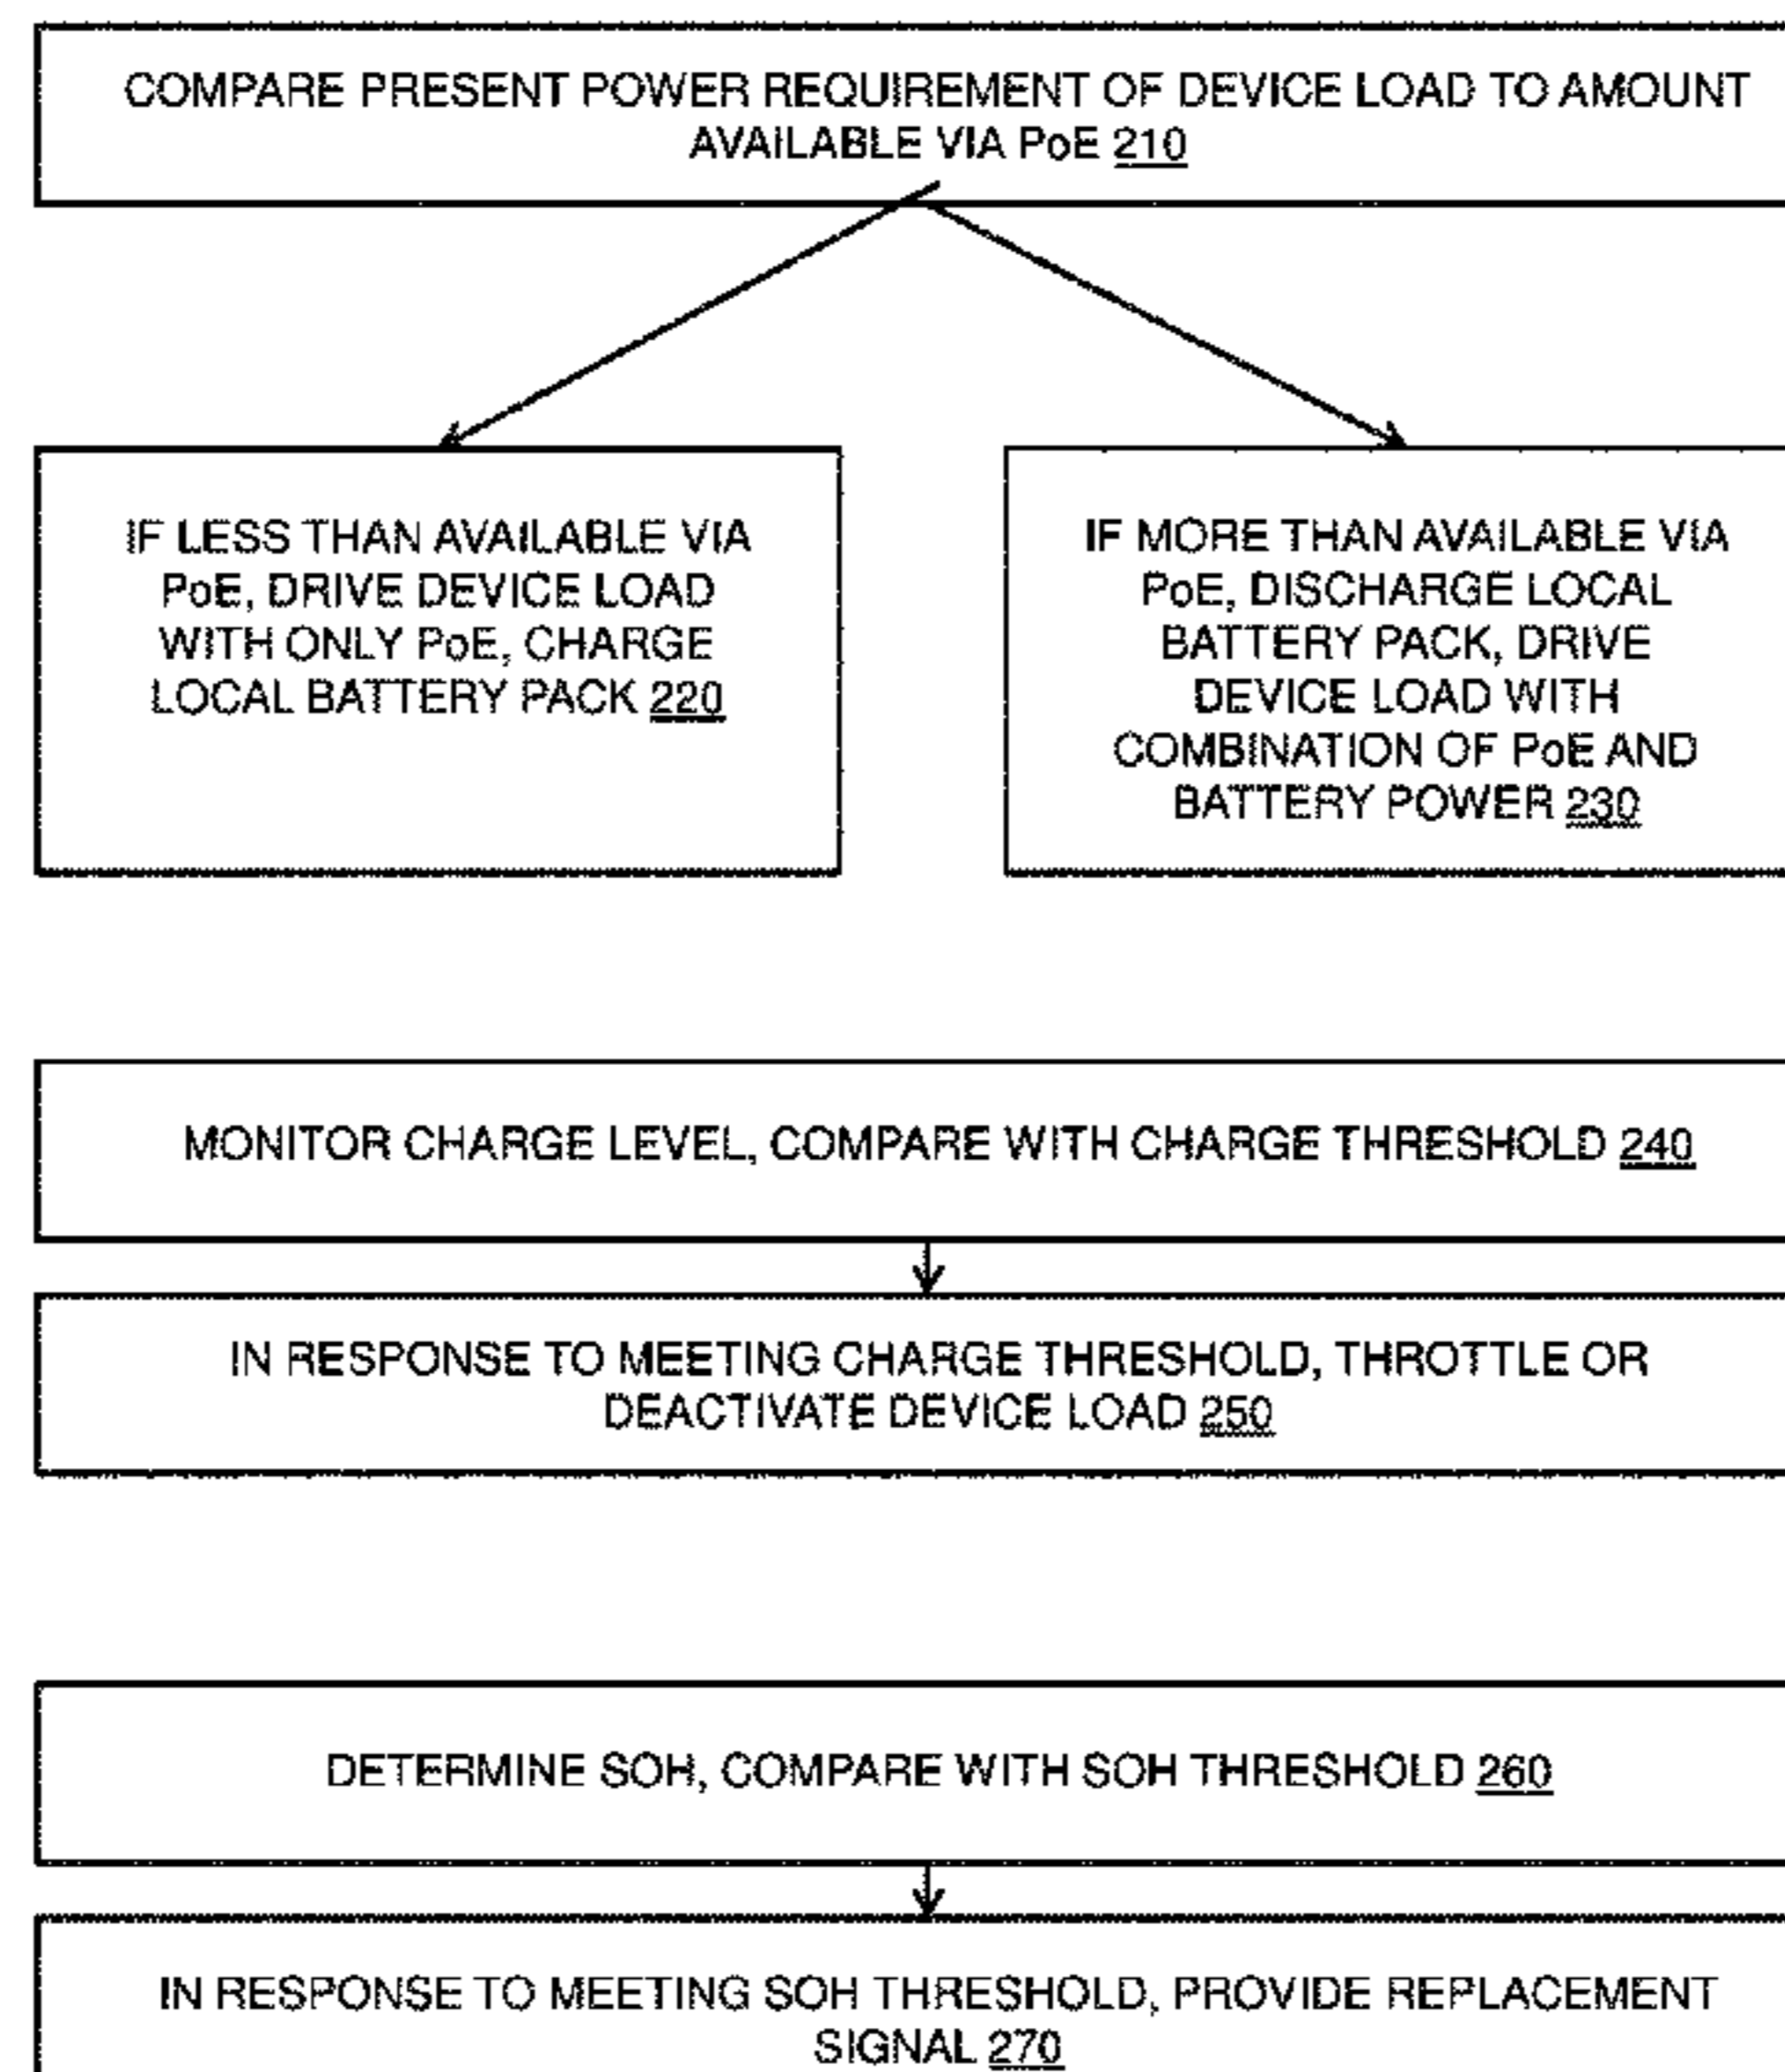 COMPARE PRESENT POWER REQUIREMENT OF DEVICE LOAD TO AMOUNT
AVAILABLE VIA PoE 210
IF LESS THAN AVAILABLE VIA
PoE, DRIVE DEVICE LOAD
WITH ONLY PoE, CHARGE
LOCAL BATTERY PACK 220
IF MORE THAN AVAILABLE VIA
PoE, DISCHARGE LOCAL
BATTERY PACK, DRIVE
DEVICE LOAD WITH
COMBINATION OF PoE AND
BATTERY POWER 230
MONITOR CHARGE LEVEL, COMPARE WITH CHARGE THRESHOLD 240
IN RESPONSE TO MEETING CHARGE THRESHOLD, THROTTLE OR
DEACTIVATE DEVICE LOAD 250
DETERMINE SOH, COMPARE WITH SOH THRESHOLD 260
IN RESPONSE TO MEETING SOH THRESHOLD, PROVIDE REPLACEMENT
SIGNAL 270